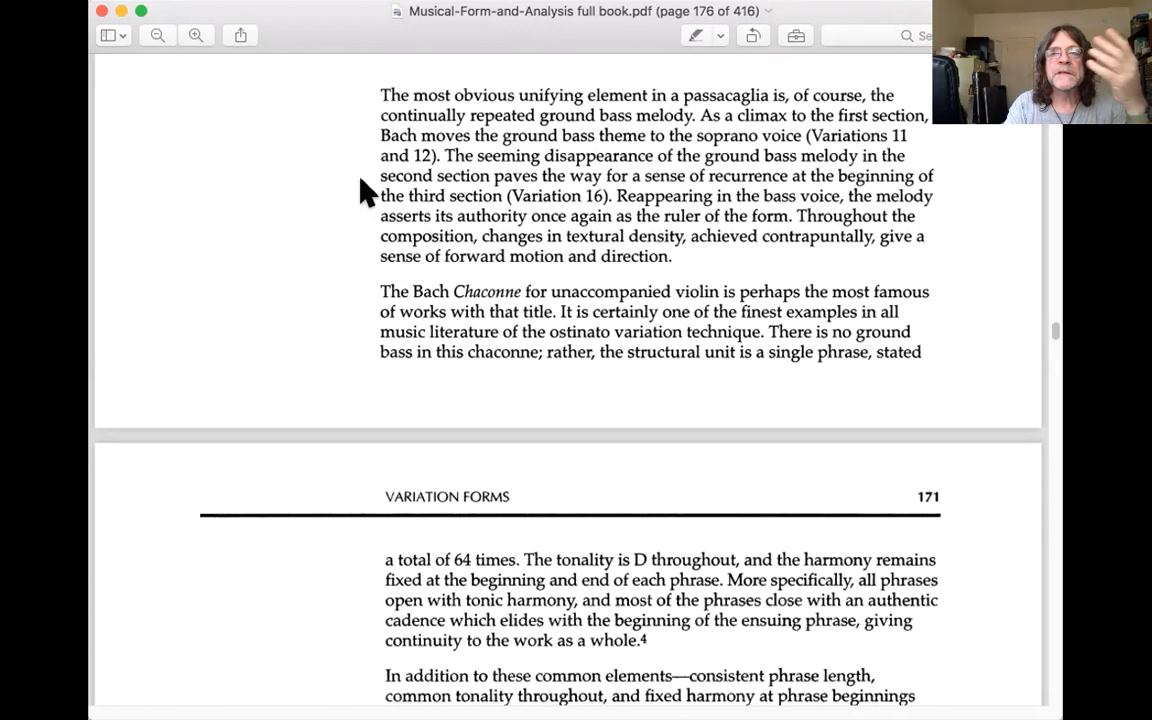 Musical-Form-and-Analysis full book.pdf (page 176 of 416)
Se
The most obvious unifying element in a passacaglia is, of course, the
continually repeated ground bass melody. As a climax to the first section,
Bach moves the ground bass theme to the soprano voice (Variations 11
and 12). The seeming disappearance of the ground bass melody in the
second section paves the way for a sense of recurrence at the beginning of
the third section (Variation 16). Reappearing in the bass voice, the melody
asserts its authority once again as the ruler of the form. Throughout the
composition, changes in textural density, achieved contrapuntally, give a
sense of forward motion and direction.
The Bach Chaconne for unaccompanied violin is perhaps the most famous
of works with that title. It is certainly one of the finest examples in all
music literature of the ostinato variation technique. There is no ground
bass in this chaconne; rather, the structural unit is a single phrase, stated
VARIATION FORMS 171
a total of 64 times. The tonality is D throughout, and the harmony remains
fixed at the beginning and end of each phrase. More specifically, all phrases
open with tonic harmony, and most of the phrases close with an authentic
cadence which elides with the beginning of the ensuing phrase, giving
continuity to the work as a whole.4
In addition to these common elements—consistent phrase length,
common tonality throughout, and fixed harmony at phrase beginnings